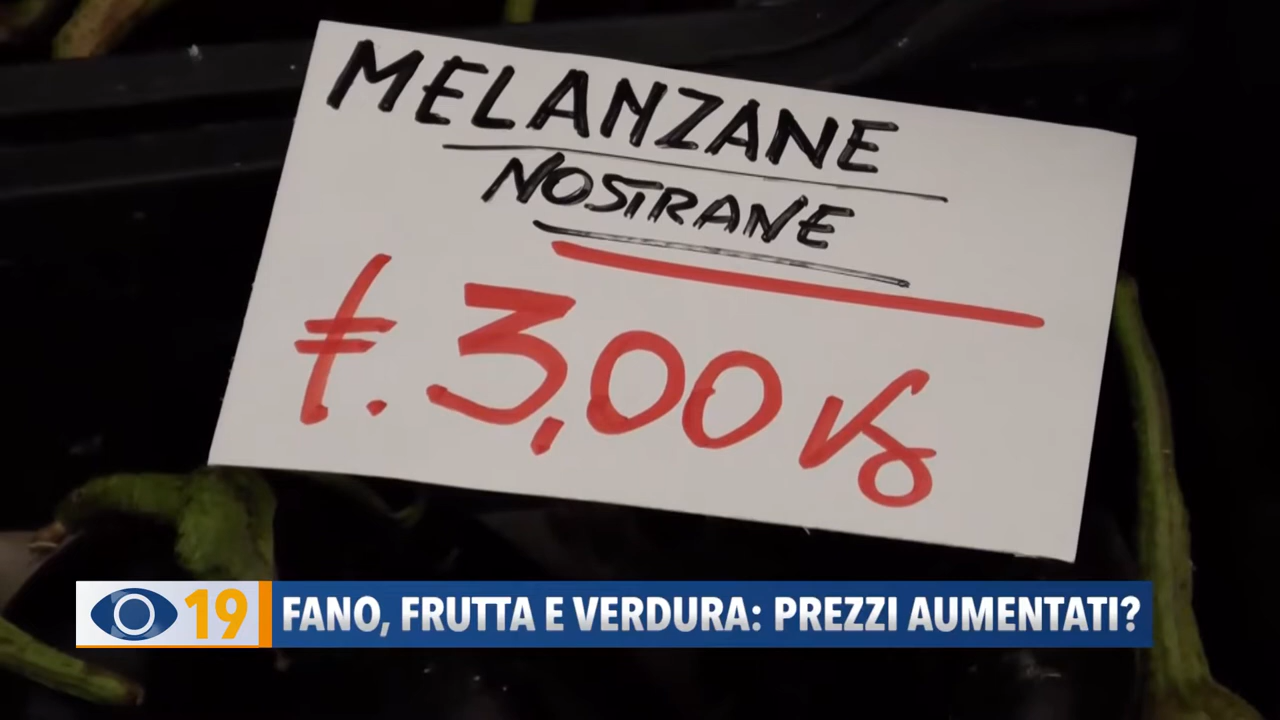 MELANZANE
NOSTRANE
€. 3,00 Kg
19 FANO, FRUTTA E VERDURA: PREZZI AUMENTATI?